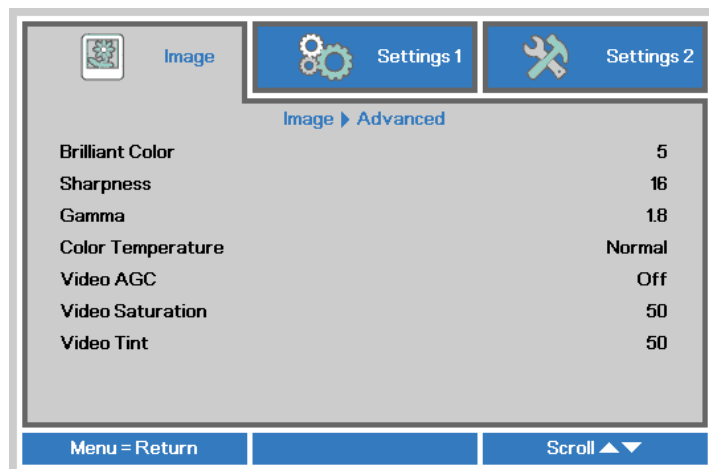 Image
Settings 1
Settings 2
Image ▶ Advanced
Brilliant Color 5
Sharpness 16
Gamma 1.8
Color Temperature Normal
Video AGC Off
Video Saturation 50
Video Tint 50
Menu = Return
Scroll ▲▼